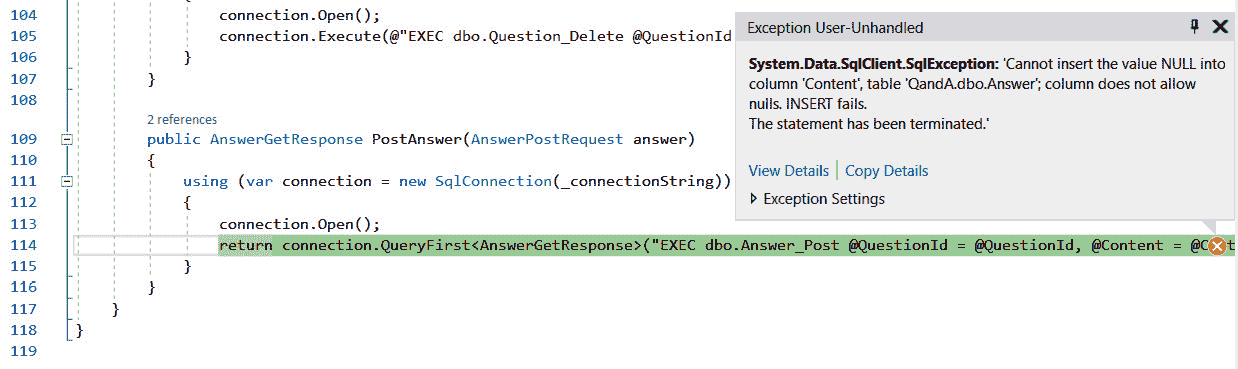 {
104 connection.Open();
105 connection.Execute(@"EXEC dbo.Question_Delete @QuestionId
106 }
107 }
108
2 references
109 public AnswerGetResponse PostAnswer(AnswerPostRequest answer)
110 {
111 using (var connection = new SqlConnection(_connectionString))
112 {
113 connection.Open();
114 return connection.QueryFirst<AnswerGetResponse>("EXEC dbo.Answer_Post @QuestionId = @QuestionId, @Content =
115 }
116 }
117 }
118 }
119
Exception User-Unhandled
System.Data.SqlClient.SqlException: 'Cannot insert the value NULL into
column 'Content', table 'QandA.dbo.Answer'; column does not allow
nulls. INSERT fails.
The statement has been terminated.'
View Details | Copy Details
Exception Settings